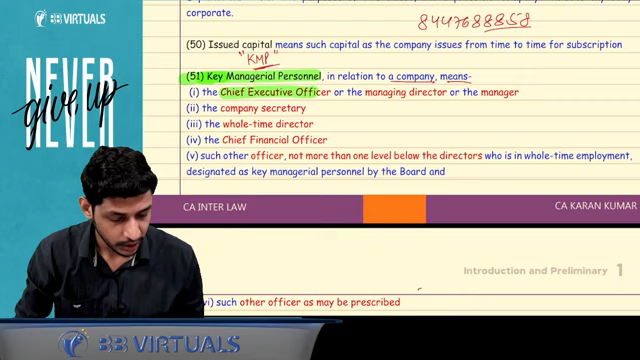 BB VIRTUALS
NEVER
give up
NEVER
corporate.
8447688858
(50) Issued capital means such capital as the company issues from time to time for subscription
"KMP"
(51) Key Managerial Personnel, in relation to a company, means-
(i) the Chief Executive Officer or the managing director or the manager
(ii) the company secretary
(iii) the whole-time director
(iv) the Chief Financial Officer
(v) such other officer, not more than one level below the directors who is in whole-time employment,
designated as key managerial personnel by the Board and
CA INTER LAW
CA KARAN KUMAR
Introduction and Preliminary 1
vi) such other officer as may be prescribed
BB VIRTUALS